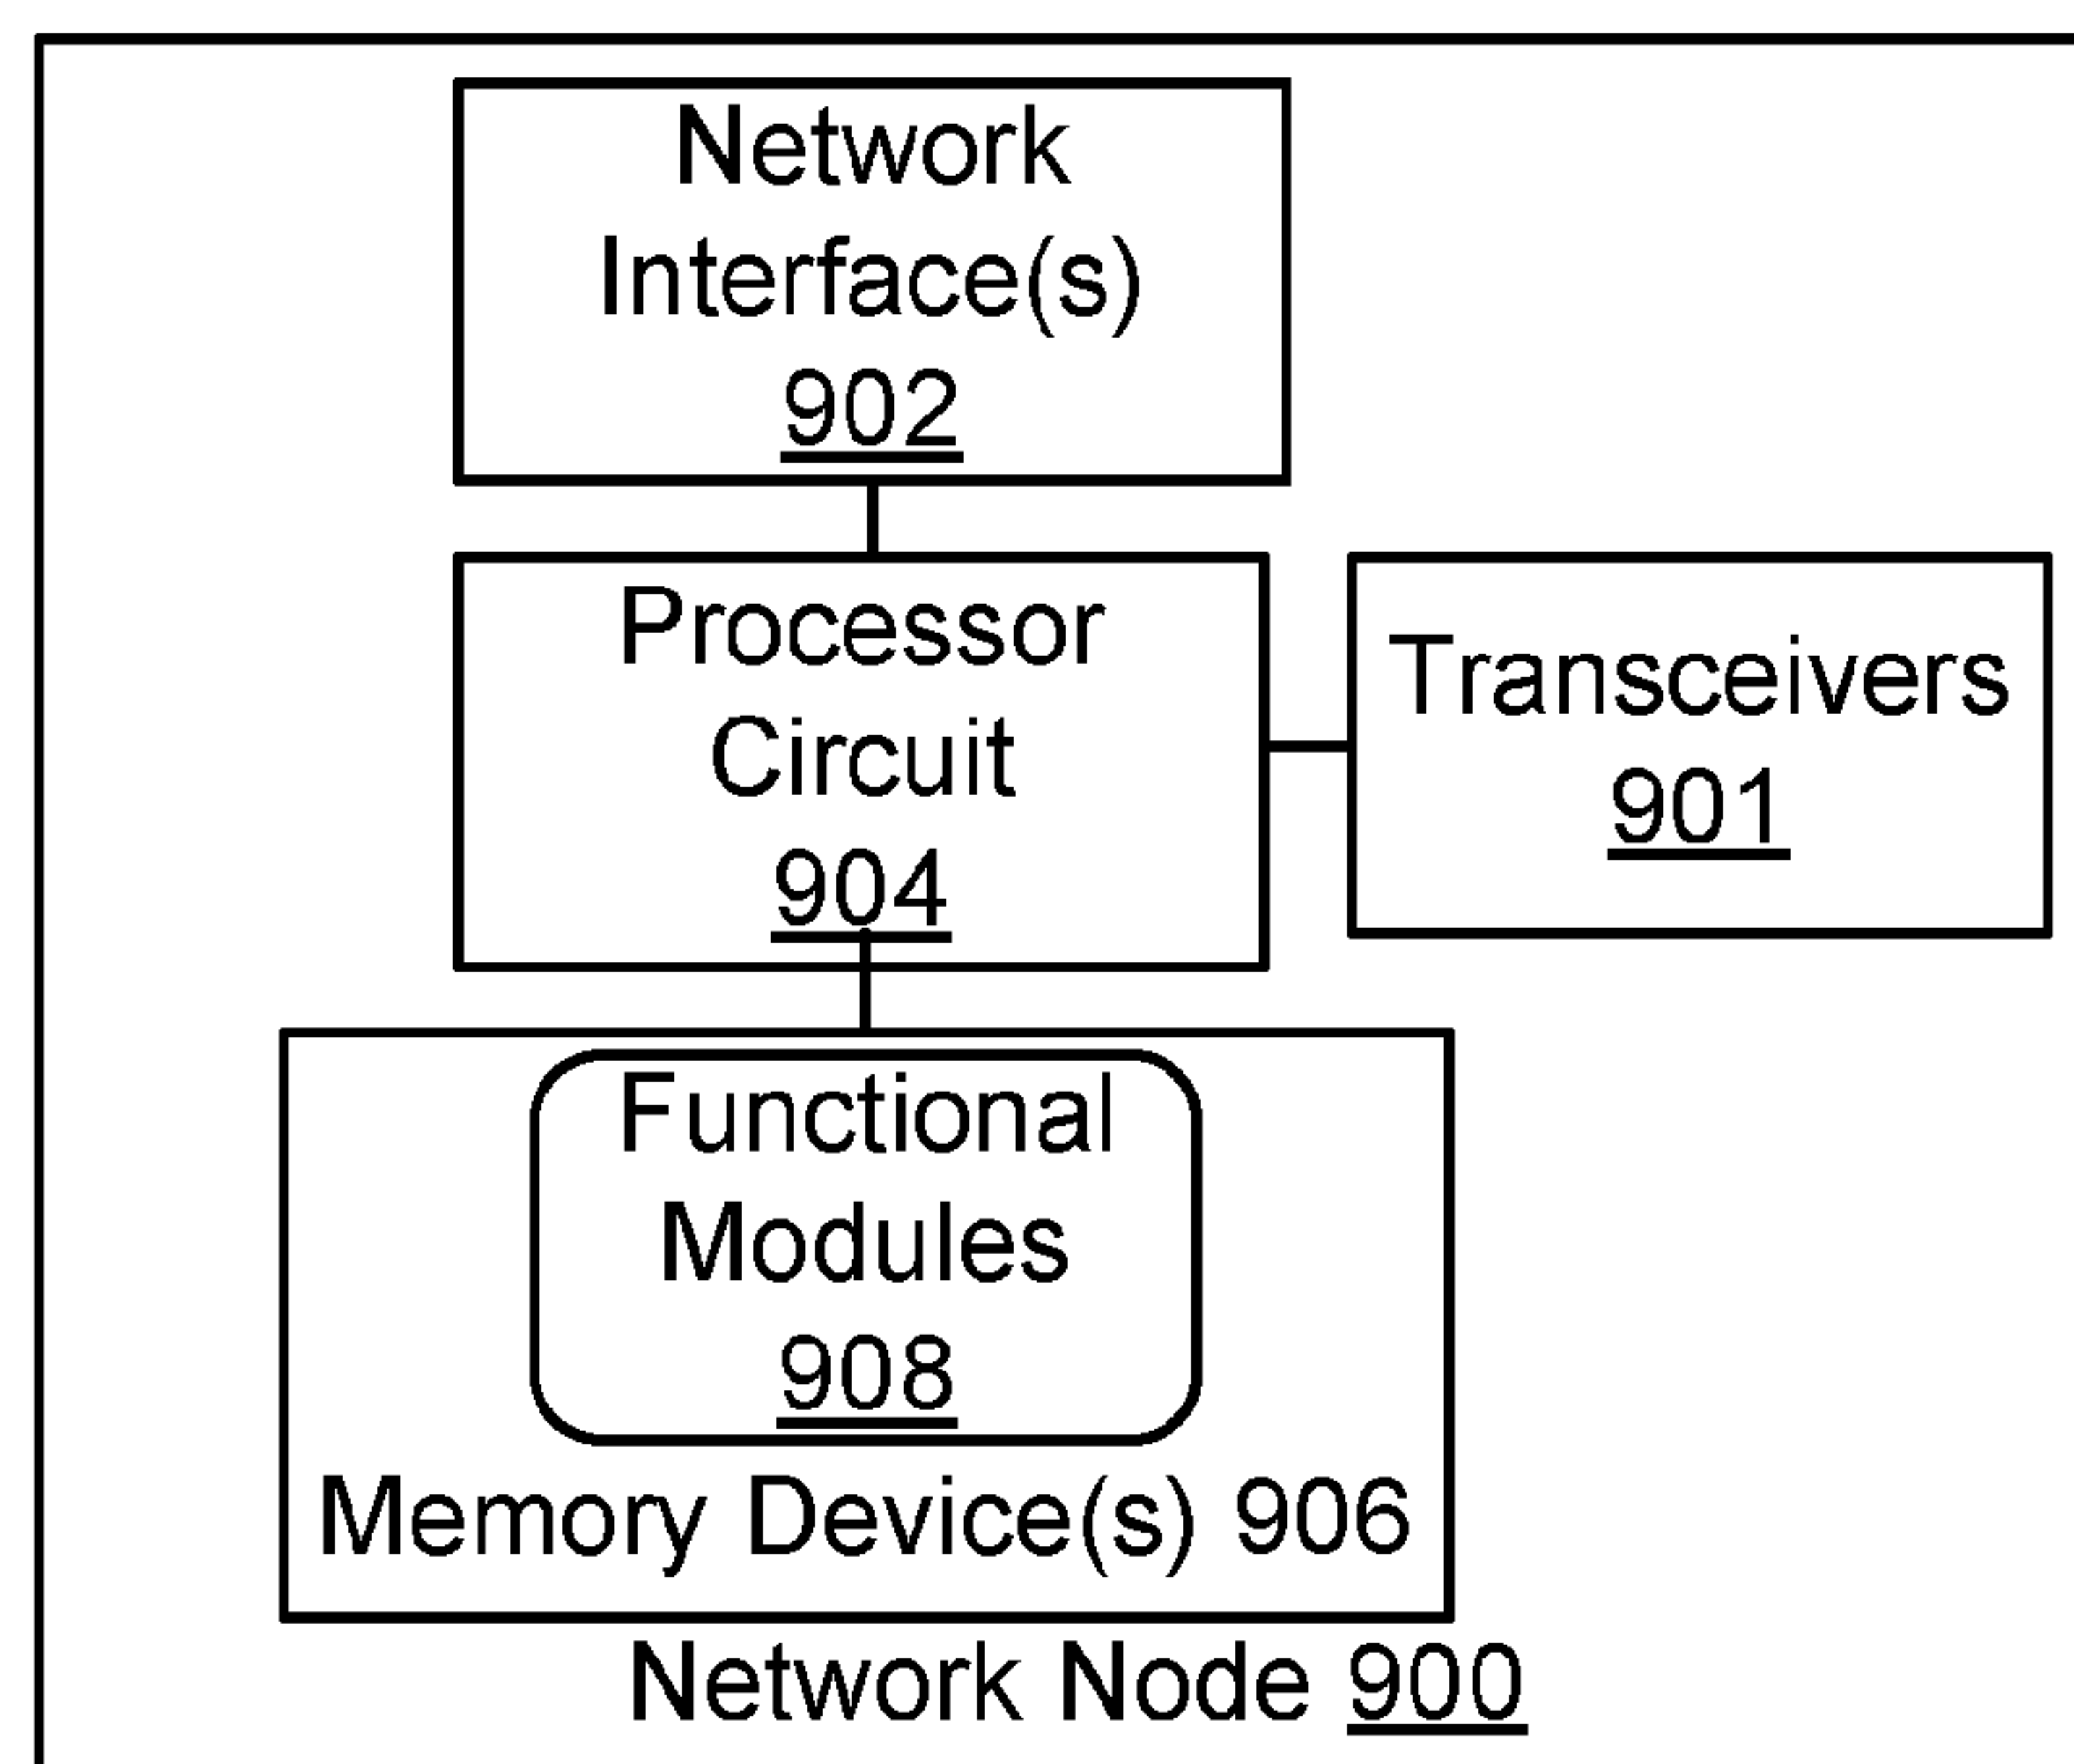 Network
Interface(s)
902
Processor
Circuit
904
Transceivers
901
Functional
Modules
908
Memory Device(s) 906
Network Node 900